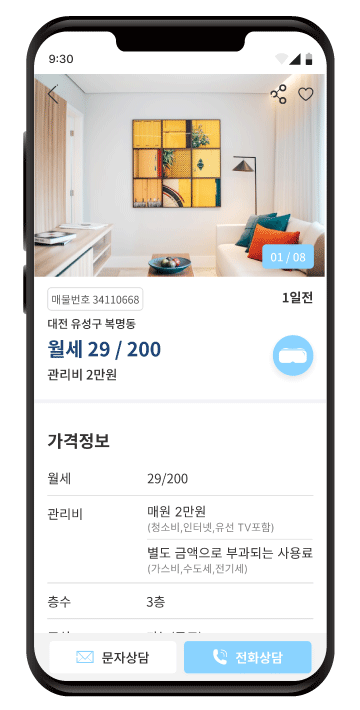 9:30
01 / 08
매물번호 34110668
1일전
대전 유성구 복명동
월세 29 / 200
관리비 2만원
가격정보
월세 29/200
관리비 매원 2만원
(청소비,인터넷,유선 TV포함)
별도 금액으로 부과되는 사용료
(가스비,수도세,전기세)
층수 3층
문자상담
전화상담